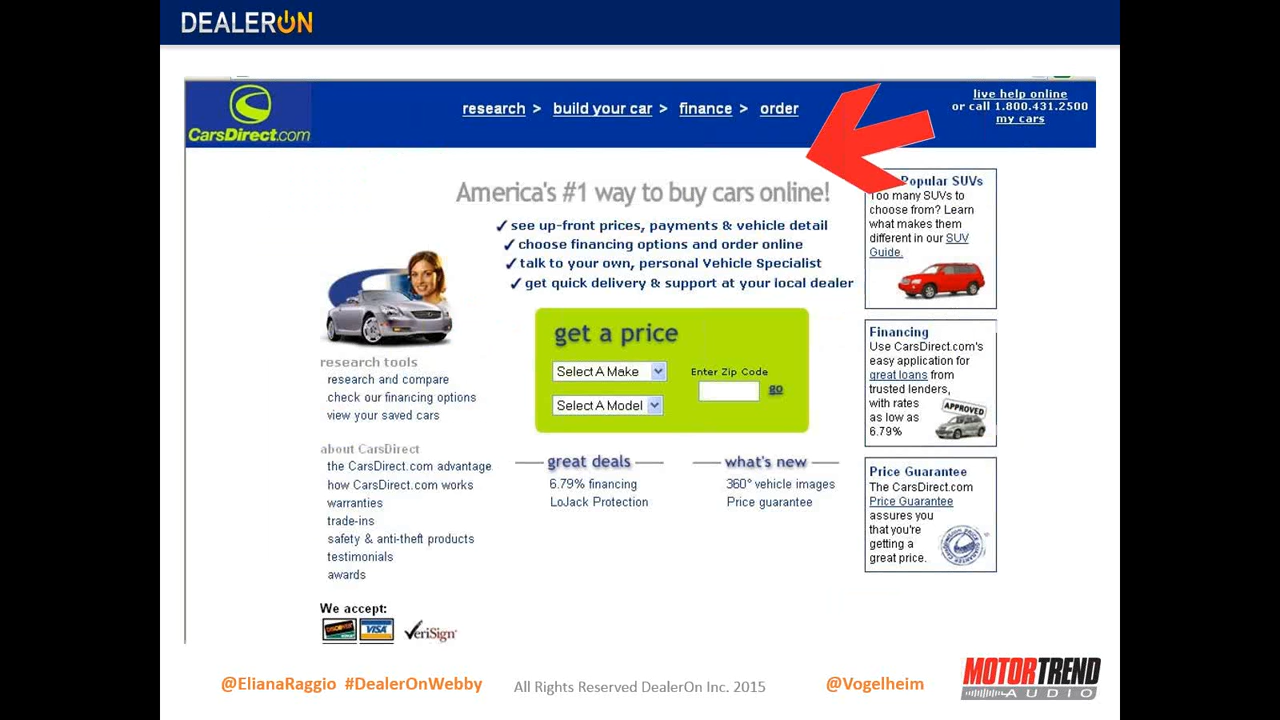 DEALERON
CarsDirect.com
research > build your car > finance > order
live help online
or call 1.800.431.2500
my cars
America's #1 way to buy cars online!
✓ see up-front prices, payments & vehicle detail
✓ choose financing options and order online
✓ talk to your own, personal Vehicle Specialist
✓ get quick delivery & support at your local dealer
get a price
Select A Make
Enter Zip Code
go
Select A Model
research tools
research and compare
check our financing options
view your saved cars
about CarsDirect
the CarsDirect.com advantage
how CarsDirect.com works
warranties
trade-ins
safety & anti-theft products
testimonials
awards
We accept:
DISCOVER
VISA
VeriSign
great deals
6.79% financing
LoJack Protection
what's new
360° vehicle images
Price guarantee
Popular SUVs
Too many SUVs to
choose from? Learn
what makes them
different in our SUV
Guide.
Financing
Use CarsDirect.com's
easy application for
great loans from
trusted lenders,
with rates
as low as
6.79%
APPROVED
Price Guarantee
The CarsDirect.com
Price Guarantee
assures you
that you're
getting a
great price.
@ElianaRaggio #DealerOnWebby
All Rights Reserved DealerOn Inc. 2015
@Vogelheim
MOTORTREND
AUDIO